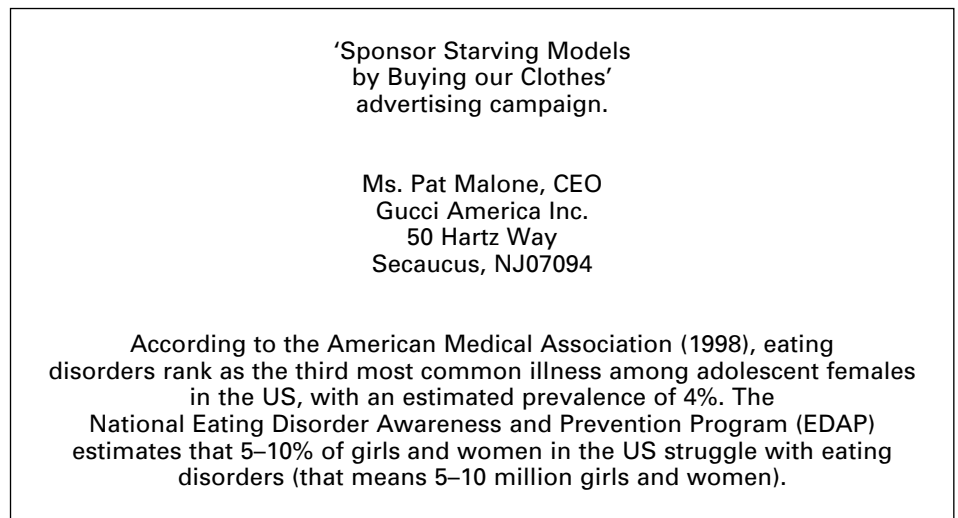 ‘Sponsor Starving Models
by Buying our Clothes’
advertising campaign.
Ms. Pat Malone, CEO
Gucci America Inc.
50 Hartz Way
Secaucus, NJ07094
According to the American Medical Association (1998), eating
disorders rank as the third most common illness among adolescent females
in the US, with an estimated prevalence of 4%. The
National Eating Disorder Awareness and Prevention Program (EDAP)
estimates that 5–10% of girls and women in the US struggle with eating
disorders (that means 5–10 million girls and women).